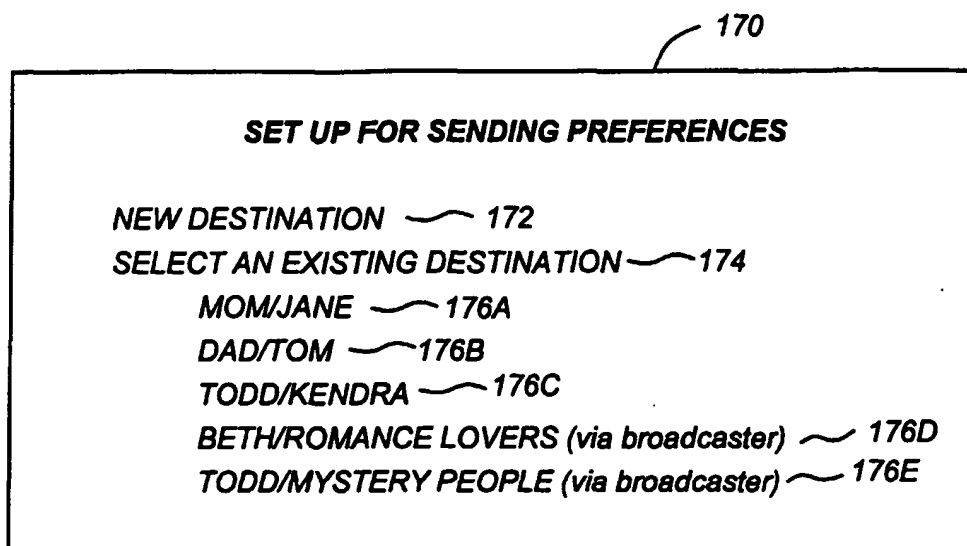 170
SET UP FOR SENDING PREFERENCES
NEW DESTINATION 172
SELECT AN EXISTING DESTINATION 174
MOM/JANE 176A
DAD/TOM 176B
TODD/KENDRA 176C
BETH/ROMANCE LOVERS (via broadcaster) 176D
TODD/MYSTERY PEOPLE (via broadcaster) 176E